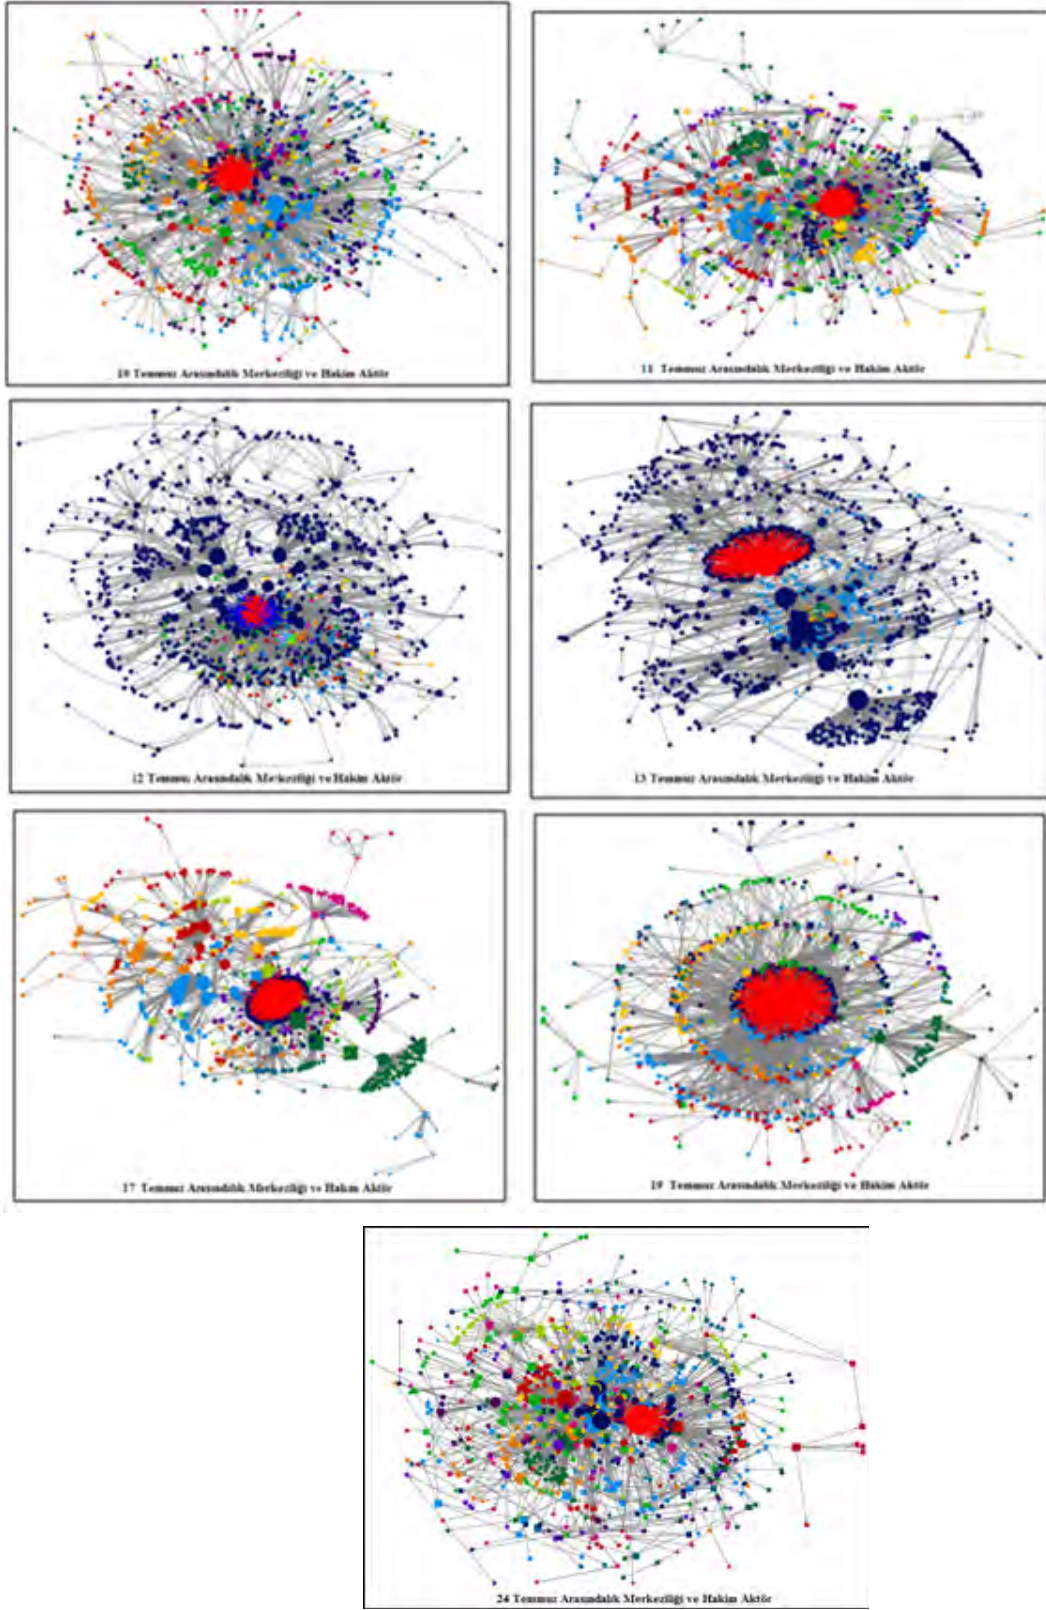 10 Temmuz Arasındalık Merkeziliği ve Hakim Aktör
11 Temmuz Arasındalık Merkeziliği ve Hakim Aktör
12 Temmuz Arasındalık Merkeziliği ve Hakim Aktör
13 Temmuz Arasındalık Merkeziliği ve Hakim Aktör
17 Temmuz Arasındalık Merkeziliği ve Hakim Aktör
19 Temmuz Arasındalık Merkeziliği ve Hakim Aktör
24 Temmuz Arasındalık Merkeziliği ve Hakim Aktör